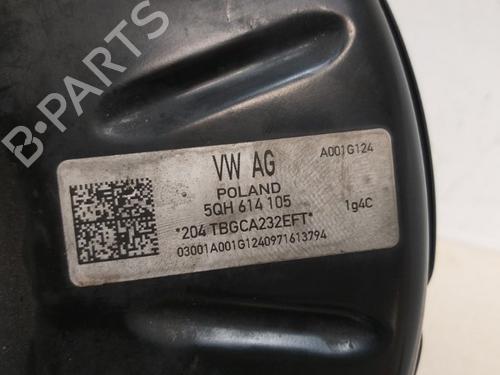 B-PARTS
VW AG
A001G124
POLAND
5QH 614 105
1g4C
*204 TBGCA232EFT*
03001A001G1240971613794